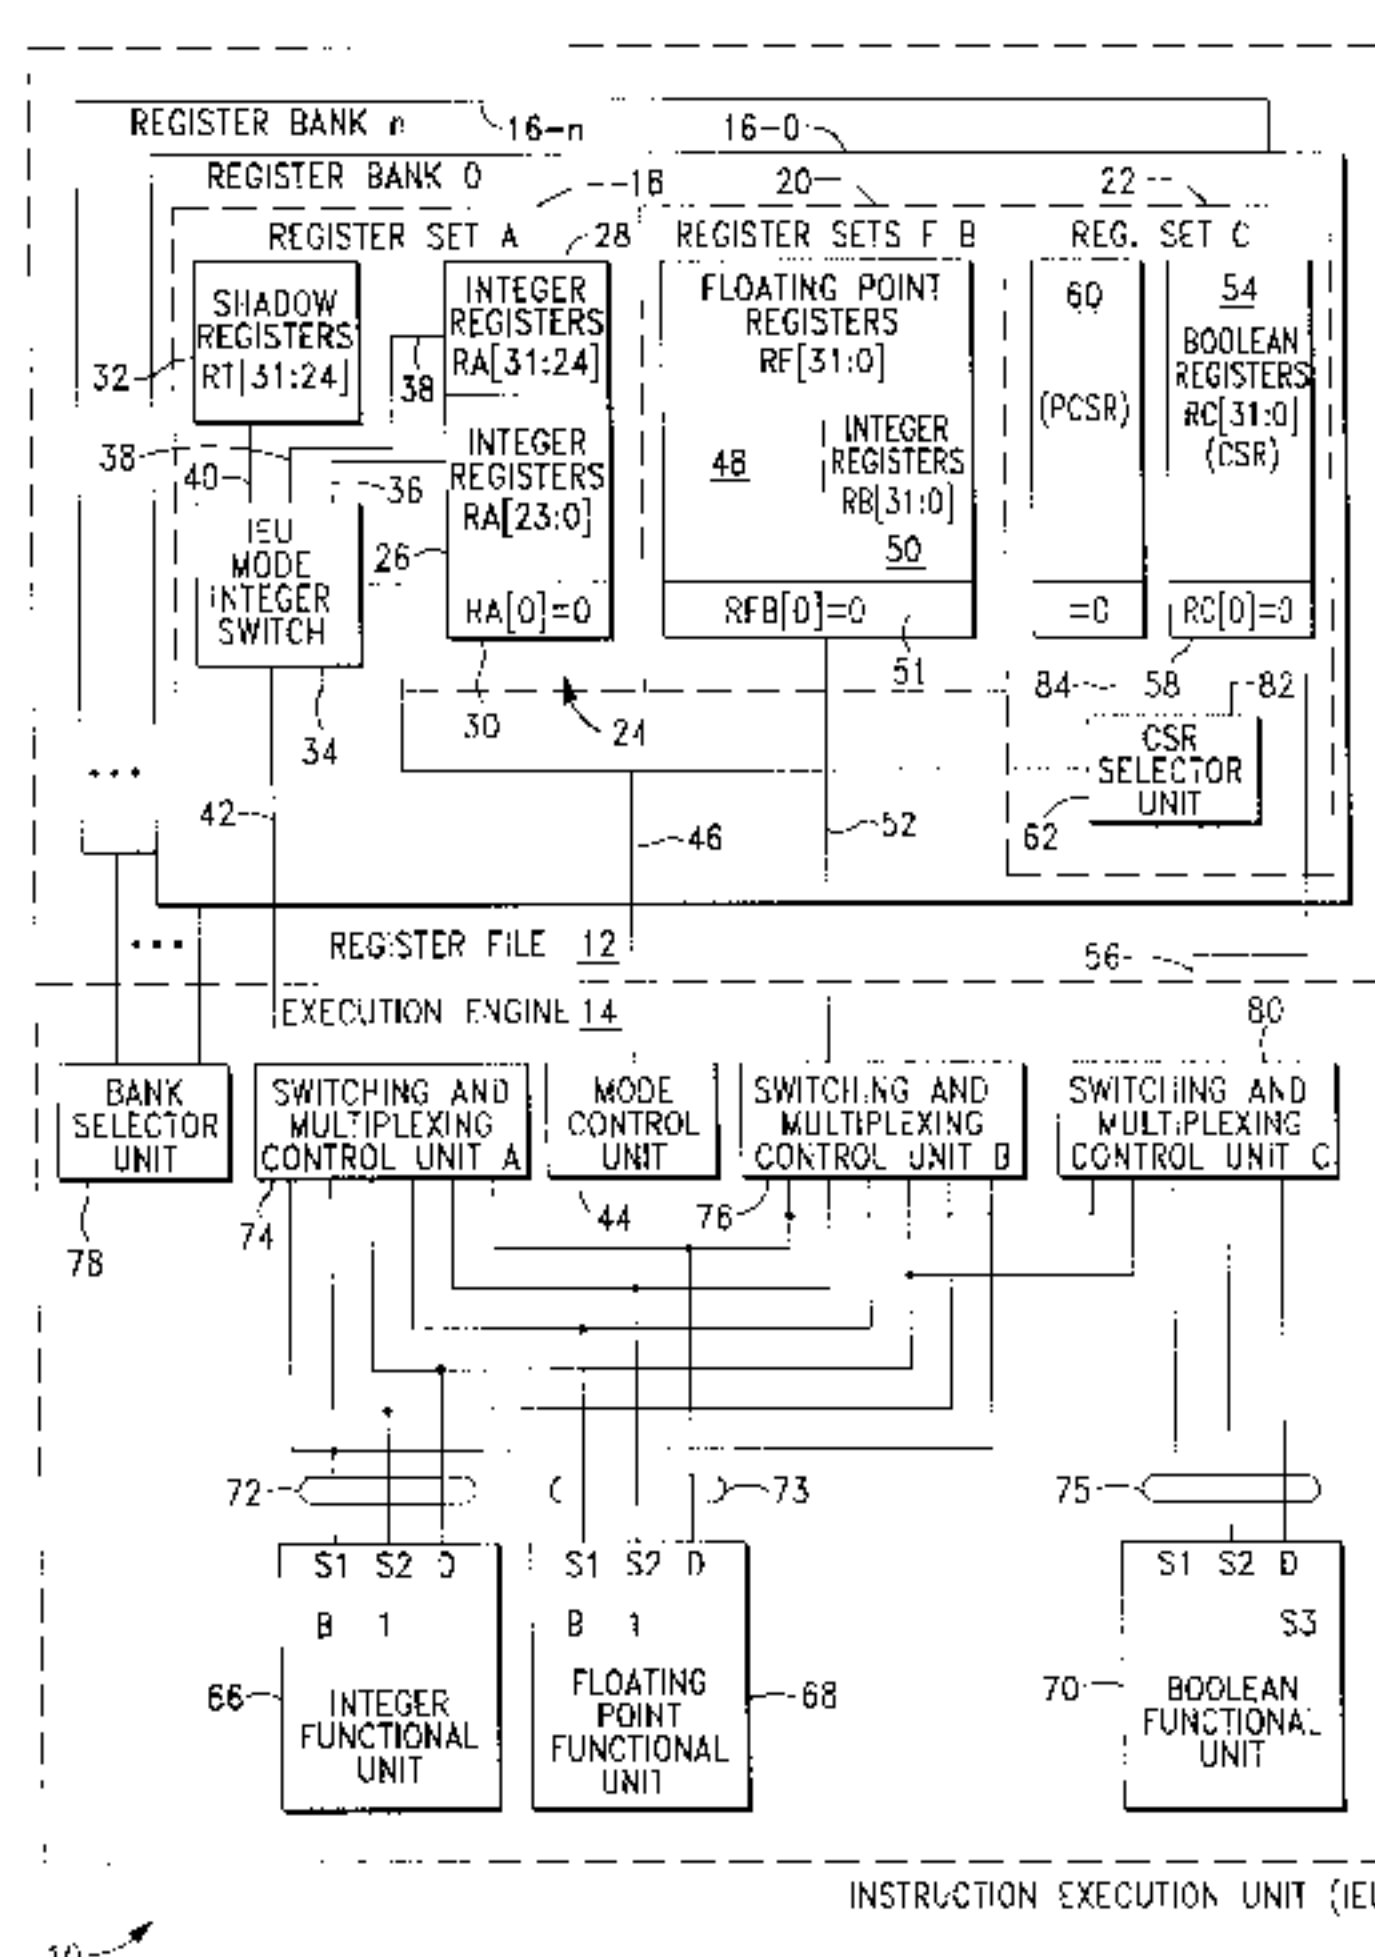 REGISTER BANK n
16-n
16-0
REGISTER BANK 0
18
20
22
REGISTER SET A
28
REGISTER SETS F B
REG. SET C
SHADOW
REGISTERS
RT[31:24]
32
INTEGER
REGISTERS
RA[31:24]
38
FLOATING POINT
REGISTERS
RF[31:0]
60
(PCSR)
54
BOOLEAN
REGISTERS
RC[31:0]
(CSR)
38
40
36
INTEGER
REGISTERS
RA[23:0]
26
48
INTEGER
REGISTERS
RB[31:0]
50
IEU
MODE
INTEGER
SWITCH
RA[0]=0
RFB[0]=0
=0
RC[0]=0
51
34
30
24
84
58
82
CSR
SELECTOR
UNIT
62
...
42
46
52
...
REGISTER FILE 12
56
EXECUTION ENGINE 14
80
BANK
SELECTOR
UNIT
SWITCHING AND
MULTIPLEXING
CONTROL UNIT A
MODE
CONTROL
UNIT
SWITCHING AND
MULTIPLEXING
CONTROL UNIT B
SWITCHING AND
MULTIPLEXING
CONTROL UNIT C
78
74
44
76
72
73
75
S1 S2 D
B 1
INTEGER
FUNCTIONAL
UNIT
66
S1 S2 D
B 1
FLOATING
POINT
FUNCTIONAL
UNIT
68
S1 S2 D
S3
BOOLEAN
FUNCTIONAL
UNIT
70
INSTRUCTION EXECUTION UNIT (IEU
10